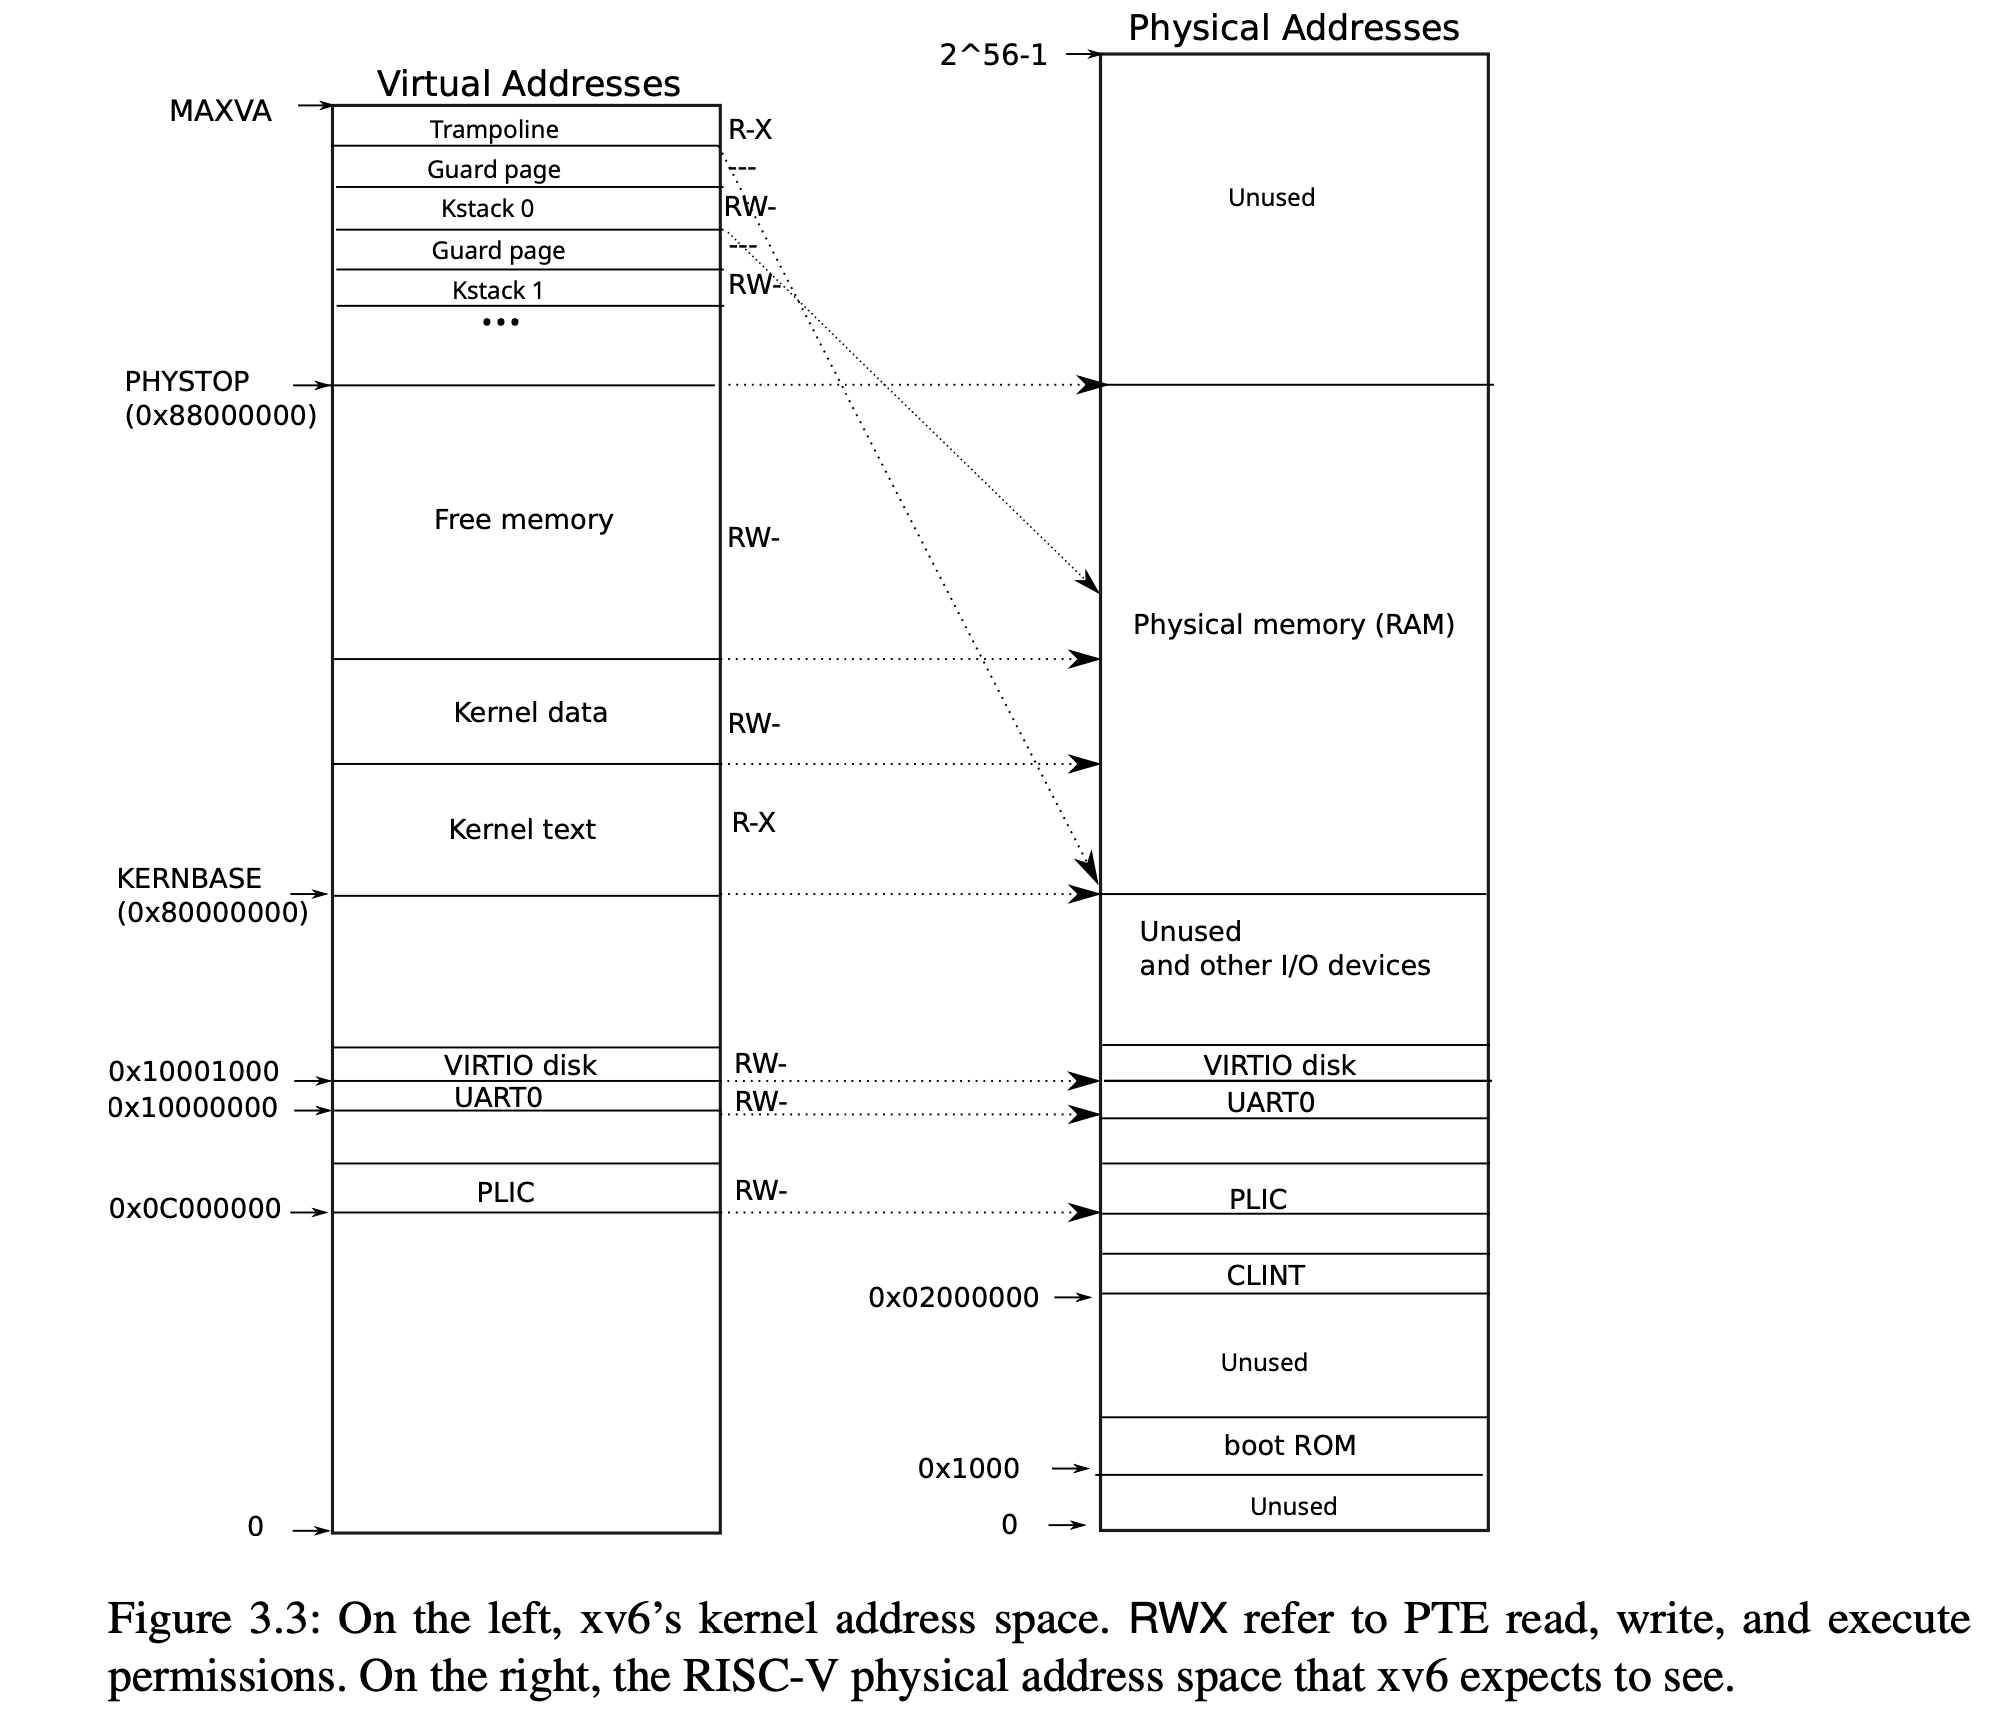 Physical Addresses
2^56-1
Virtual Addresses
MAXVA
Trampoline
R-X
Guard page
---
Unused
Kstack 0
RW-
Guard page
---
Kstack 1
RW-
...
PHYSTOP
(0x88000000)
Free memory
RW-
Physical memory (RAM)
Kernel data
RW-
Kernel text
R-X
KERNBASE
(0x80000000)
Unused
and other I/O devices
0x10001000
VIRTIO disk
RW-
VIRTIO disk
0x10000000
UART0
RW-
UART0
PLIC
RW-
PLIC
0x0C000000
CLINT
0x02000000
Unused
boot ROM
0x1000
Unused
0
0
Figure 3.3: On the left, xv6’s kernel address space. RWX refer to PTE read, write, and execute
permissions. On the right, the RISC-V physical address space that xv6 expects to see.